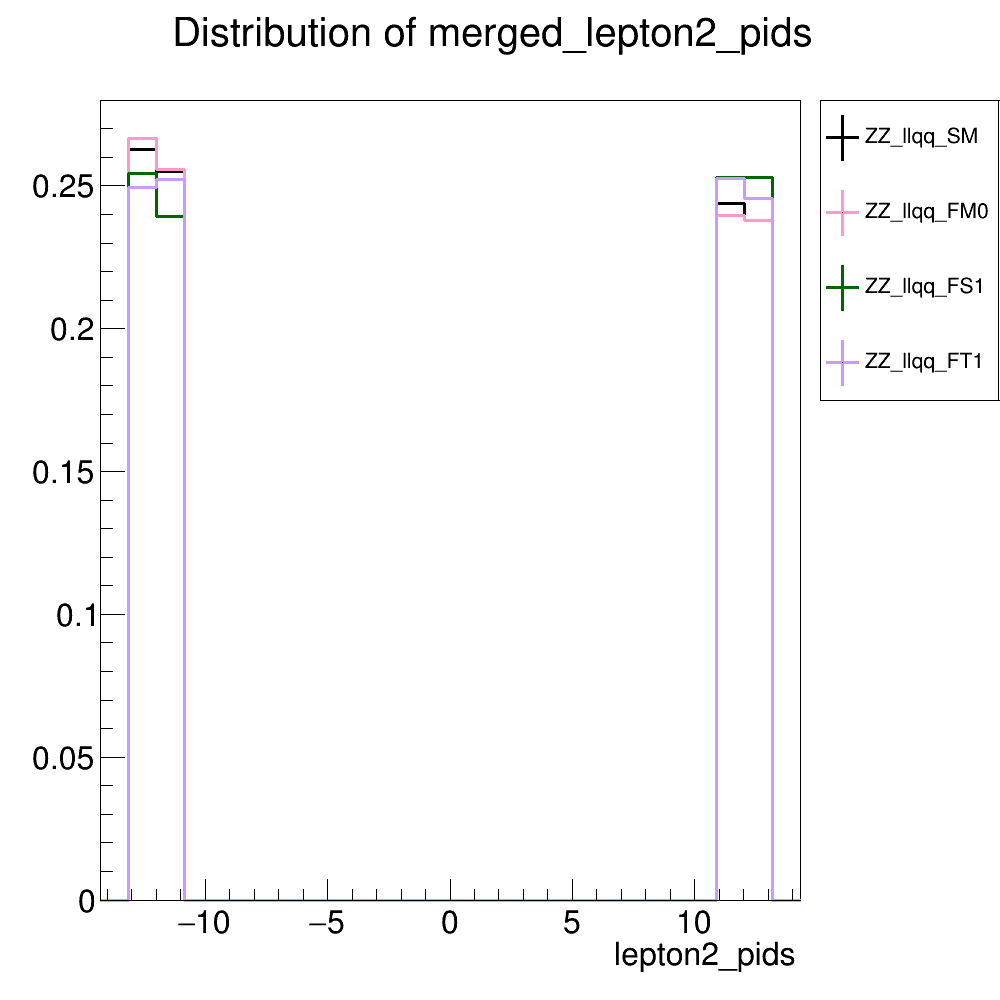 Distribution of merged_lepton2_pids
0.25
0.2
0.15
0.1
0.05
0
−10
−5
0
5
10
lepton2_pids
ZZ_llqq_SM
ZZ_llqq_FM0
ZZ_llqq_FS1
ZZ_llqq_FT1